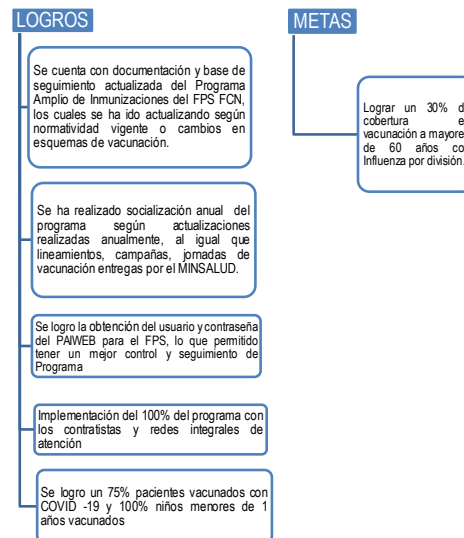 LOGROS
Se cuenta con documentación y base de
seguimiento actualizada del Programa
Amplio de Inmunizaciones del FPS FCN,
los cuales se ha ido actualizando según
normatividad vigente o cambios en
esquemas de vacunación.
Se ha realizado socialización anual del
programa según actualizaciones
realizadas anualmente, al igual que
lineamientos, campañas, jornadas de
vacunación entregas por el MINSALUD.
Se logro la obtención del usuario y contraseña
del PAIWEB para el FPS, lo que permitido
tener un mejor control y seguimiento de
Programa
Implementación del 100% del programa con
los contratistas y redes integrales de
atención
Se logro un 75% pacientes vacunados con
COVID -19 y 100% niños menores de 1
años vacunados
METAS
Lograr un 30% d
cobertura e
vacunación a mayore
de 60 años co
Influenza por división.